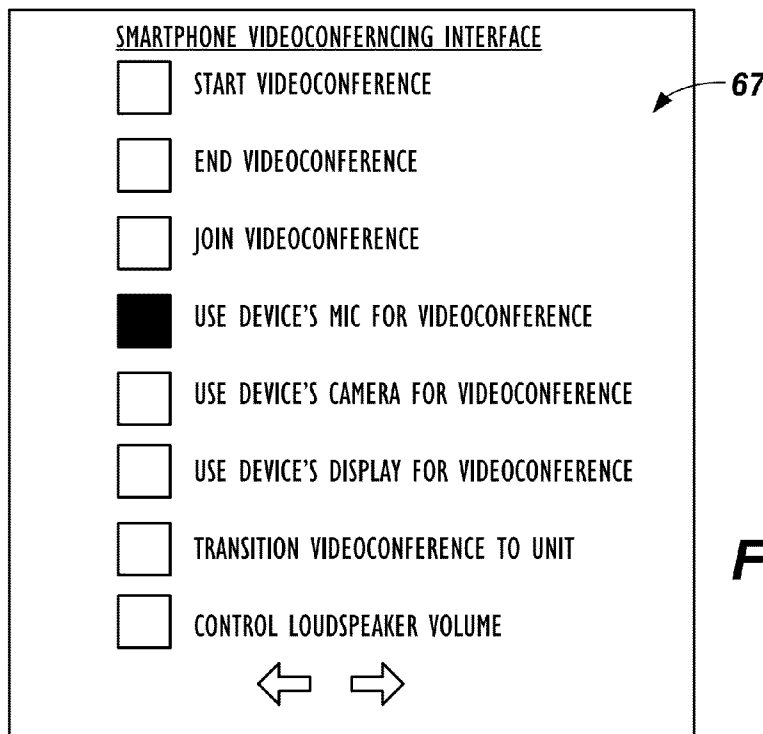 SMARTPHONE VIDEOCONFERNCING INTERFACE
START VIDEOCONFERENCE
67
END VIDEOCONFERENCE
JOIN VIDEOCONFERENCE
USE DEVICE'S MIC FOR VIDEOCONFERENCE
USE DEVICE'S CAMERA FOR VIDEOCONFERENCE
USE DEVICE'S DISPLAY FOR VIDEOCONFERENCE
TRANSITION VIDEOCONFERENCE TO UNIT
F
CONTROL LOUDSPEAKER VOLUME